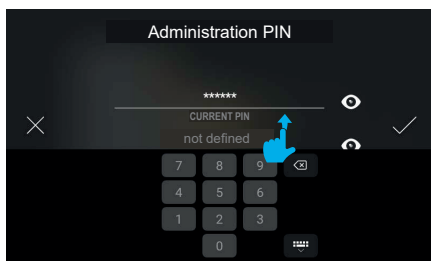 Administration PIN
******
CURRENT PIN
not defined
7 8 9
4 5 6
1 2 3
0